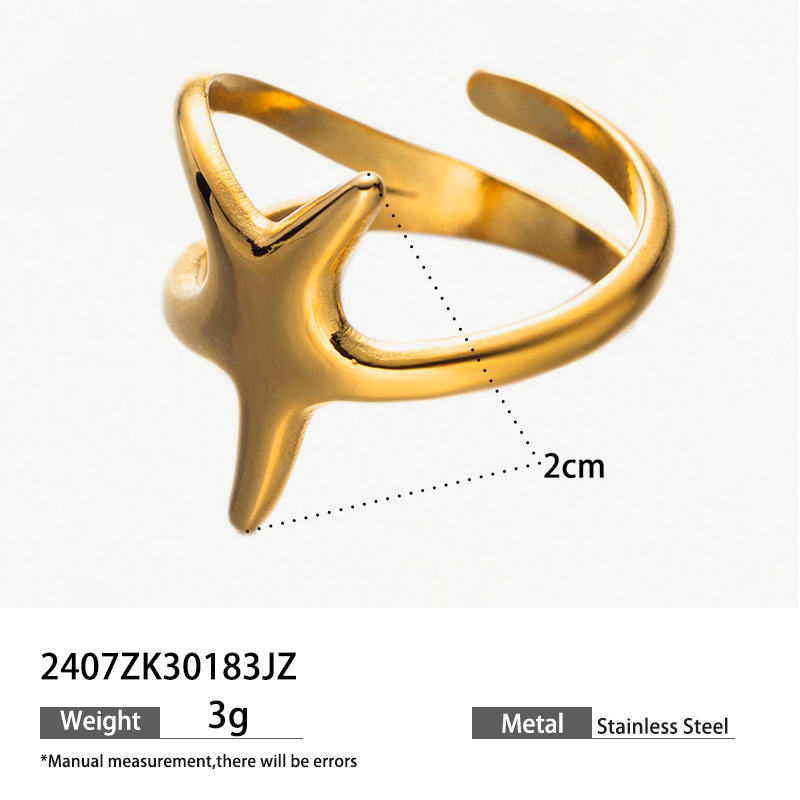 2cm
2407ZK30183JZ
Weight 3g
Metal Stainless Steel
*Manual measurement,there will be errors